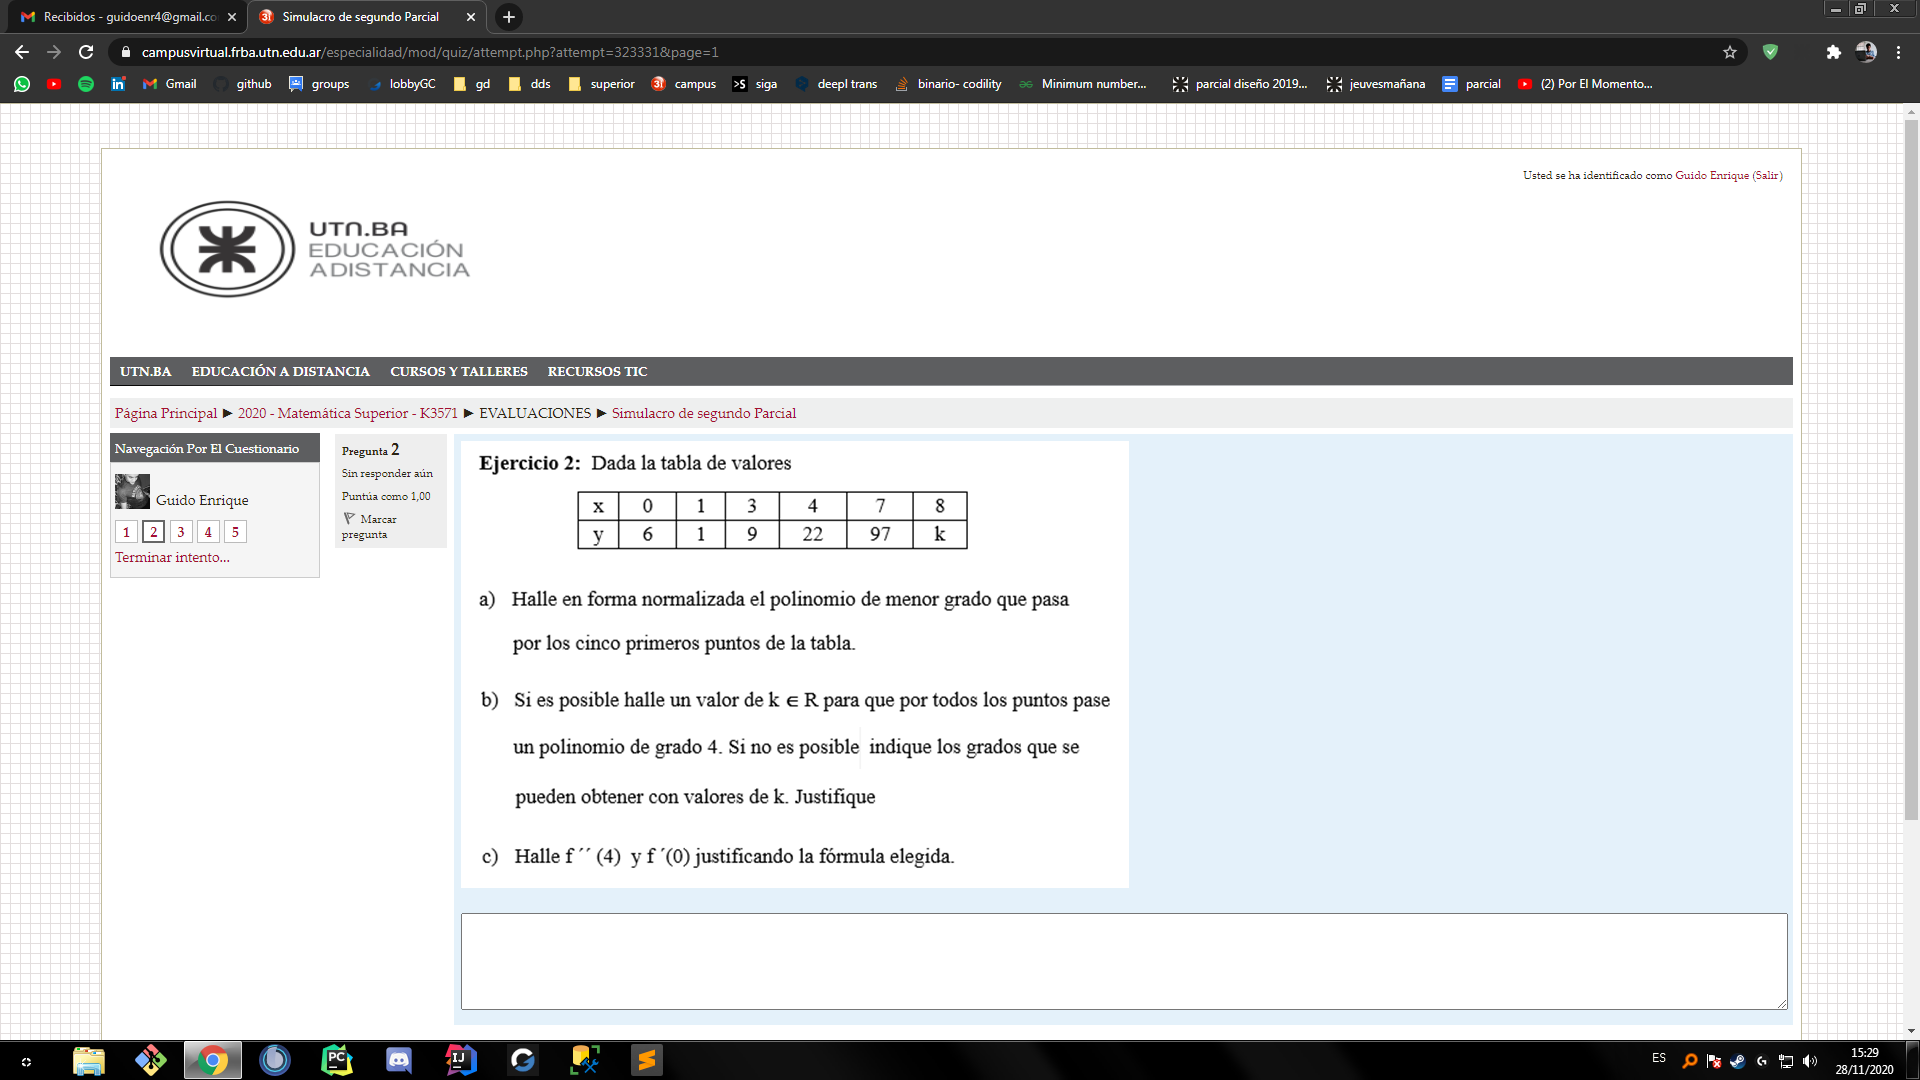 Recibidos - guidoenr4@gmail.co
Simulacro de segundo Parcial
campusvirtual.frba.utn.edu.ar/especialidad/mod/quiz/attempt.php?attempt=323331&page=1
Gmail github groups lobbyGC gd dds superior campus siga deepl trans binario- codility Minimum number... parcial diseño 2019... jeuvesmañana parcial (2) Por El Momento...
Usted se ha identificado como Guido Enrique (Salir)
UTN.BA
EDUCACIÓN
A DISTANCIA
UTN.BA EDUCACIÓN A DISTANCIA CURSOS Y TALLERES RECURSOS TIC
Página Principal ► 2020 - Matemática Superior - K3571 ► EVALUACIONES ► Simulacro de segundo Parcial
Navegación Por El Cuestionario
Guido Enrique
1 2 3 4 5
Terminar intento...
Pregunta 2
Sin responder aún
Puntúa como 1,00
Marcar
pregunta
Ejercicio 2: Dada la tabla de valores
x 0 1 3 4 7 8
y 6 1 9 22 97 k
a) Halle en forma normalizada el polinomio de menor grado que pasa
por los cinco primeros puntos de la tabla.
b) Si es posible halle un valor de k ∈ R para que por todos los puntos pase
un polinomio de grado 4. Si no es posible indique los grados que se
pueden obtener con valores de k. Justifique
c) Halle f ´´ (4) y f ´(0) justificando la fórmula elegida.
ES
15:29
28/11/2020